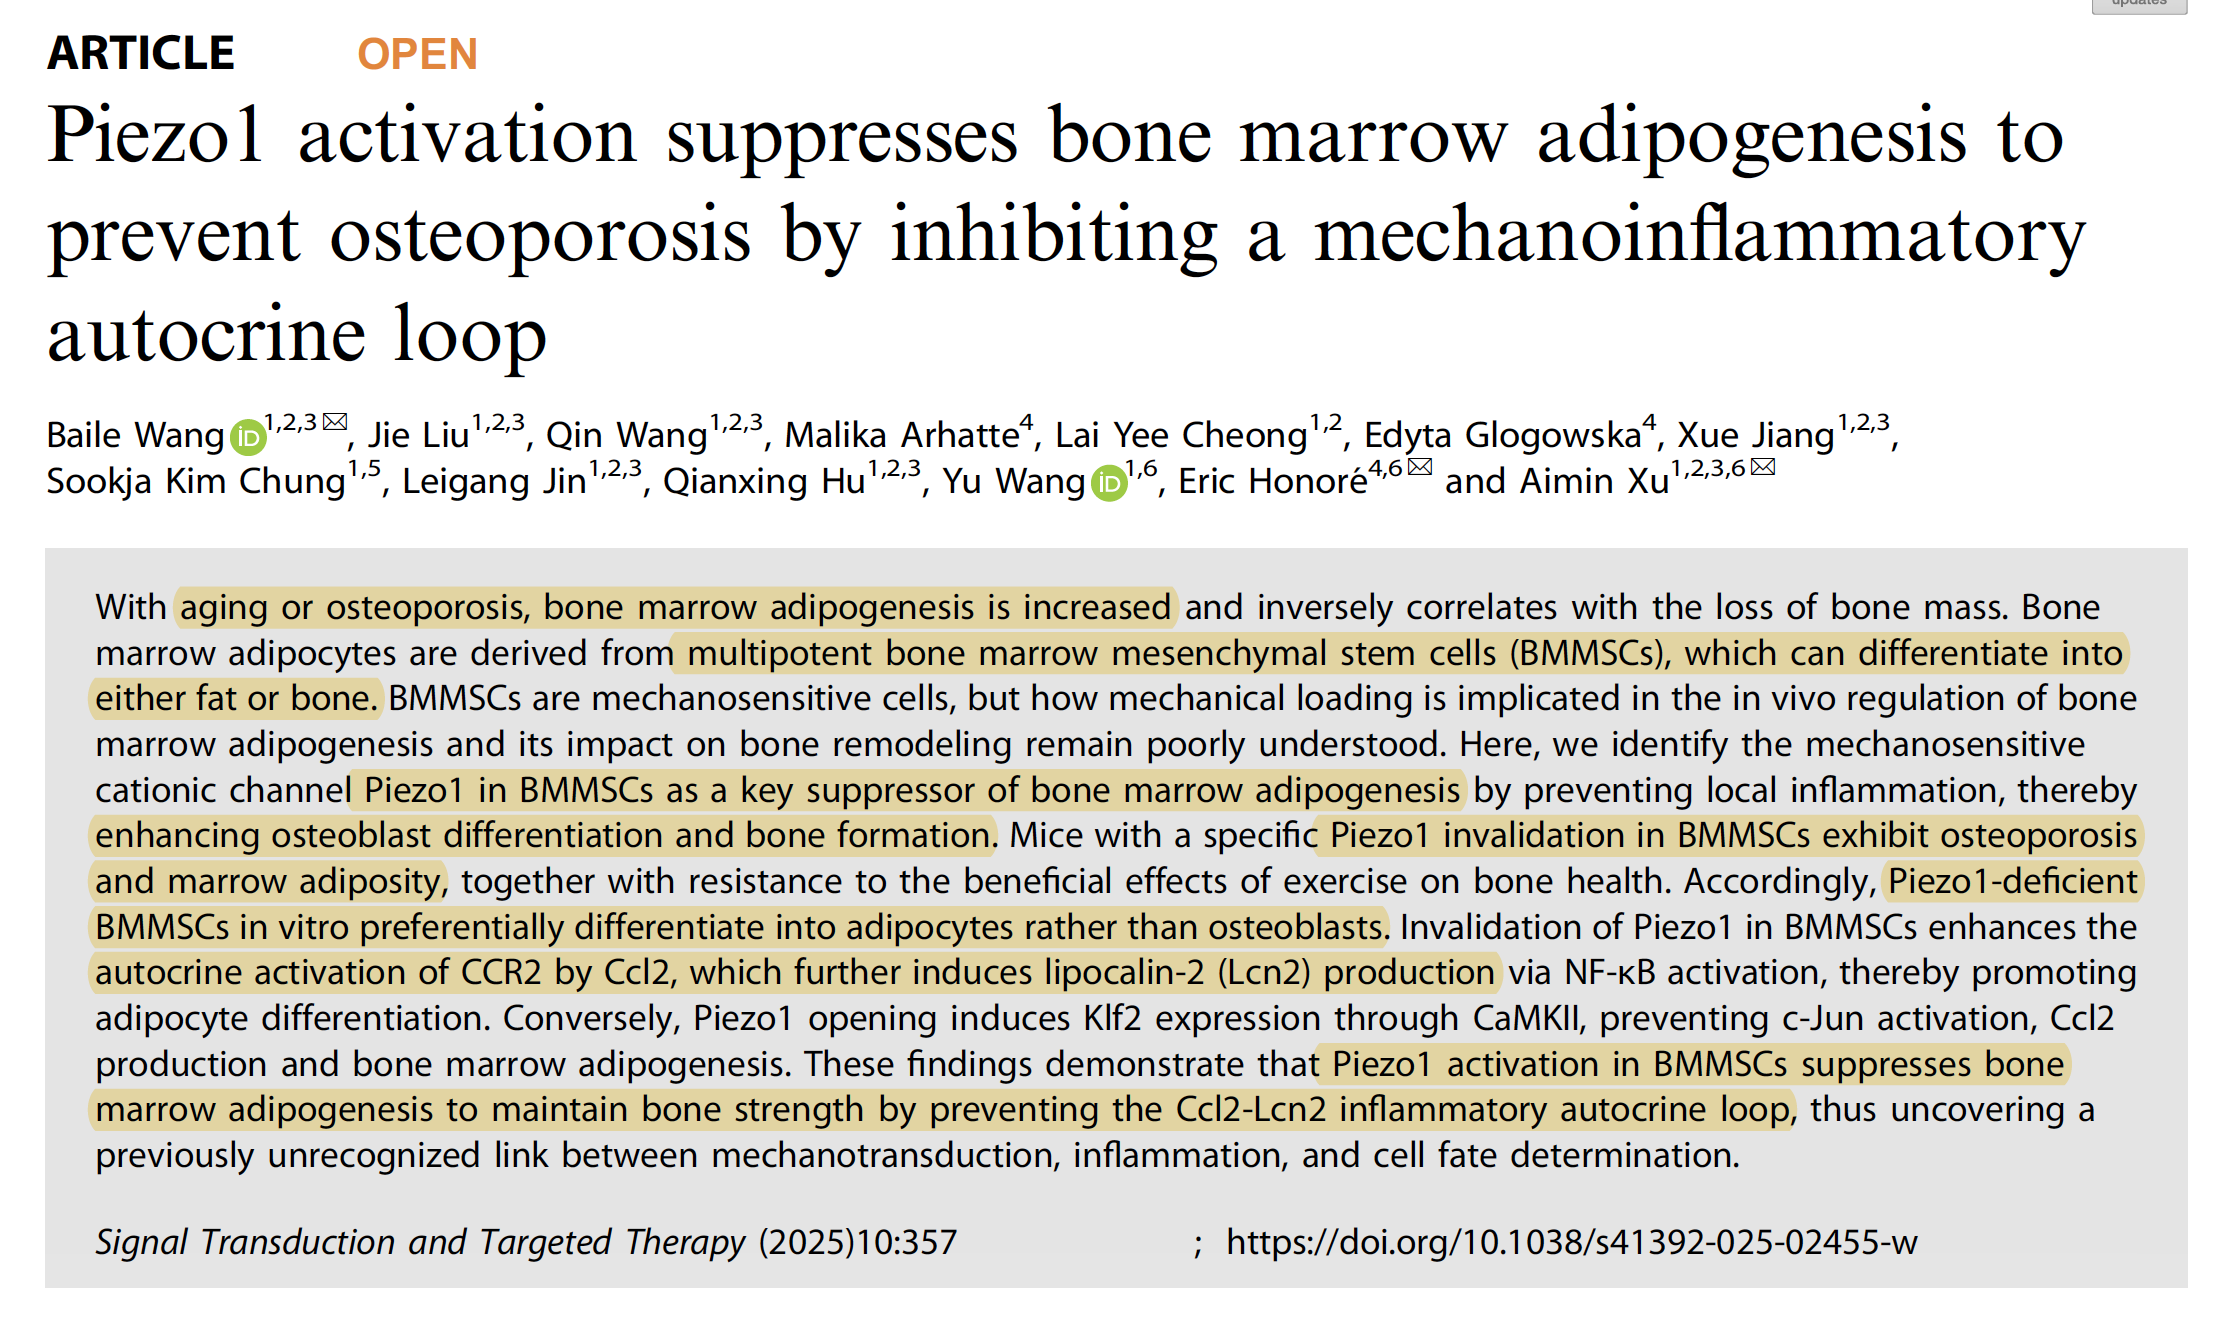 updates
ARTICLE OPEN
Piezo1 activation suppresses bone marrow adipogenesis to
prevent osteoporosis by inhibiting a mechanoinflammatory
autocrine loop
Baile Wang iD 1,2,3✉, Jie Liu1,2,3, Qin Wang1,2,3, Malika Arhatte4, Lai Yee Cheong1,2, Edyta Glogowska4, Xue Jiang1,2,3,
Sookja Kim Chung1,5, Leigang Jin1,2,3, Qianxing Hu1,2,3, Yu Wang iD 1,6, Eric Honoré4,6✉ and Aimin Xu1,2,3,6✉
With aging or osteoporosis, bone marrow adipogenesis is increased and inversely correlates with the loss of bone mass. Bone
marrow adipocytes are derived from multipotent bone marrow mesenchymal stem cells (BMMSCs), which can differentiate into
either fat or bone. BMMSCs are mechanosensitive cells, but how mechanical loading is implicated in the in vivo regulation of bone
marrow adipogenesis and its impact on bone remodeling remain poorly understood. Here, we identify the mechanosensitive
cationic channel Piezo1 in BMMSCs as a key suppressor of bone marrow adipogenesis by preventing local inflammation, thereby
enhancing osteoblast differentiation and bone formation. Mice with a specific Piezo1 invalidation in BMMSCs exhibit osteoporosis
and marrow adiposity, together with resistance to the beneficial effects of exercise on bone health. Accordingly, Piezo1-deficient
BMMSCs in vitro preferentially differentiate into adipocytes rather than osteoblasts. Invalidation of Piezo1 in BMMSCs enhances the
autocrine activation of CCR2 by Ccl2, which further induces lipocalin-2 (Lcn2) production via NF-κB activation, thereby promoting
adipocyte differentiation. Conversely, Piezo1 opening induces Klf2 expression through CaMKII, preventing c-Jun activation, Ccl2
production and bone marrow adipogenesis. These findings demonstrate that Piezo1 activation in BMMSCs suppresses bone
marrow adipogenesis to maintain bone strength by preventing the Ccl2-Lcn2 inflammatory autocrine loop, thus uncovering a
previously unrecognized link between mechanotransduction, inflammation, and cell fate determination.
Signal Transduction and Targeted Therapy (2025)10:357 ; https://doi.org/10.1038/s41392-025-02455-w